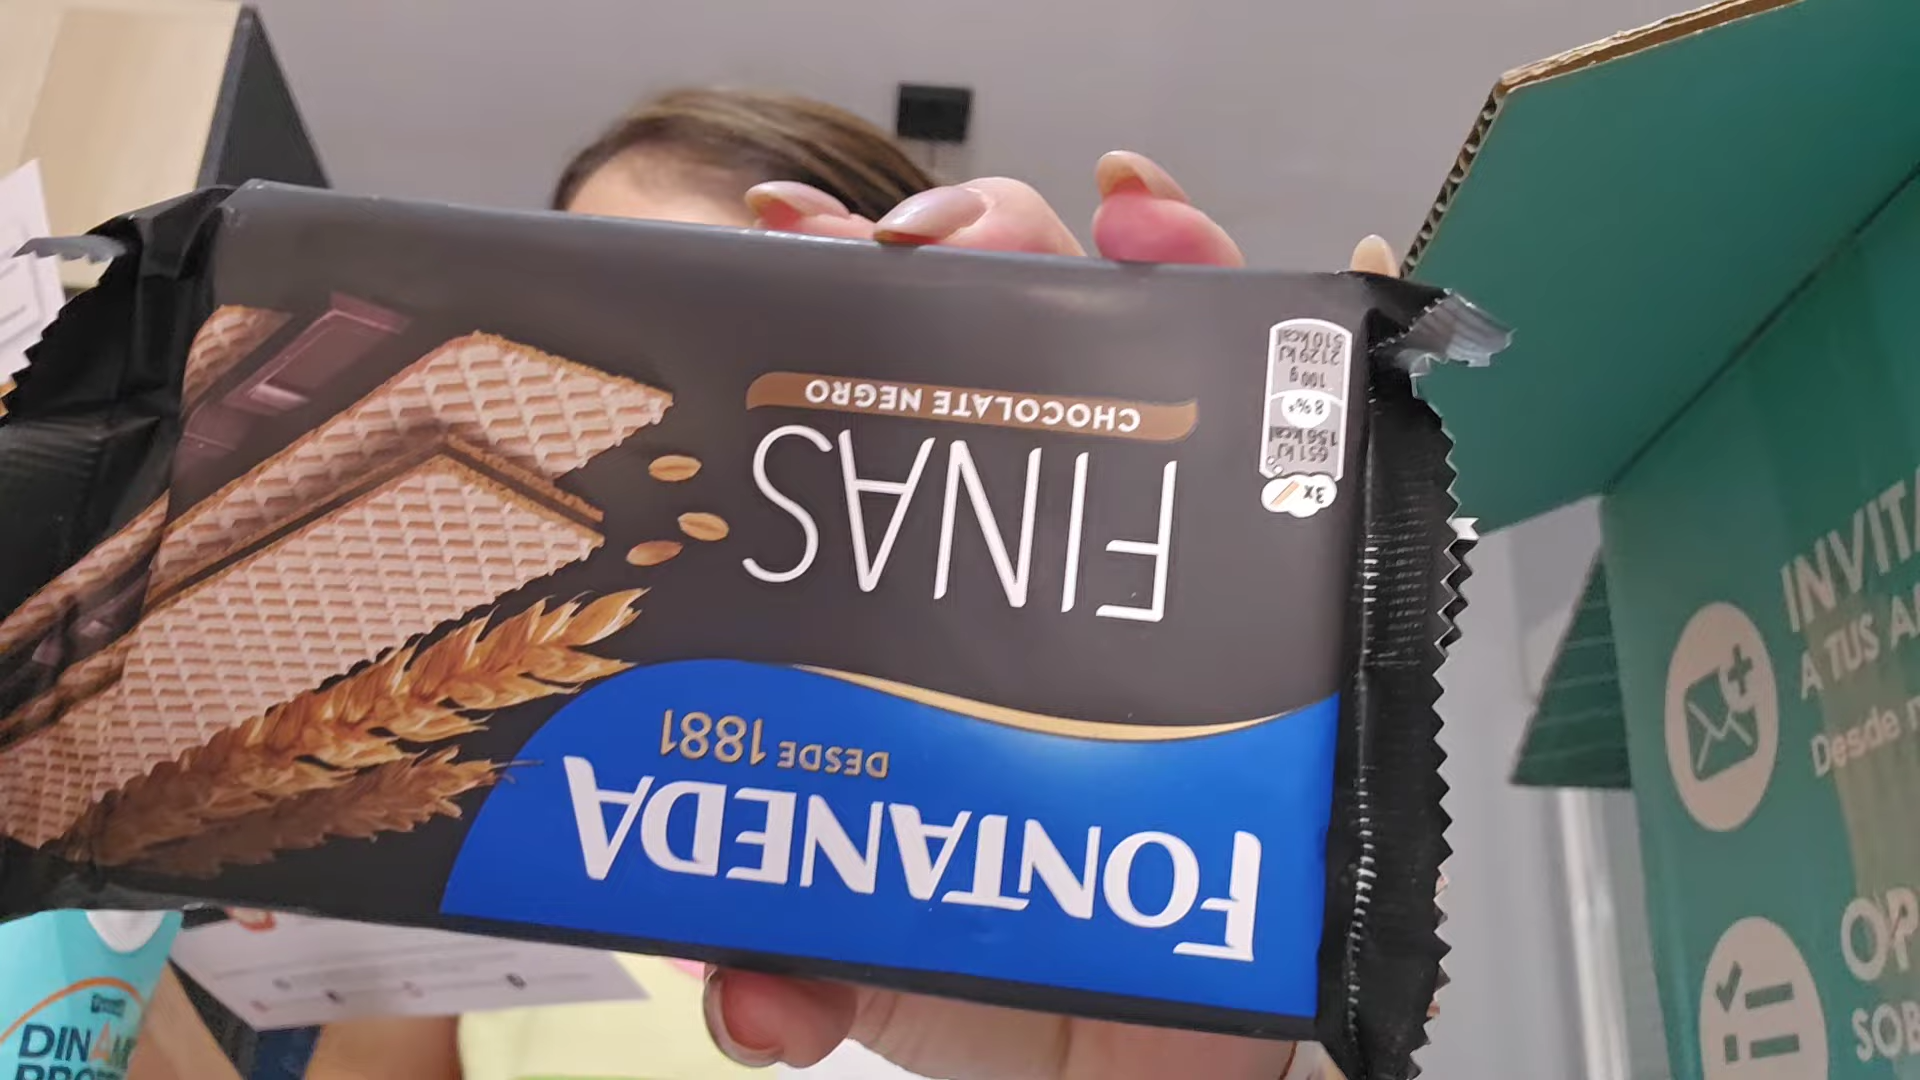 FONTANEDA
DESDE 1881
FINAS
CHOCOLATE NEGRO
3x
651 kJ
156 kcal
8%*
100 g
2129 kJ
510 kcal
INVITA
A TUS
Desde